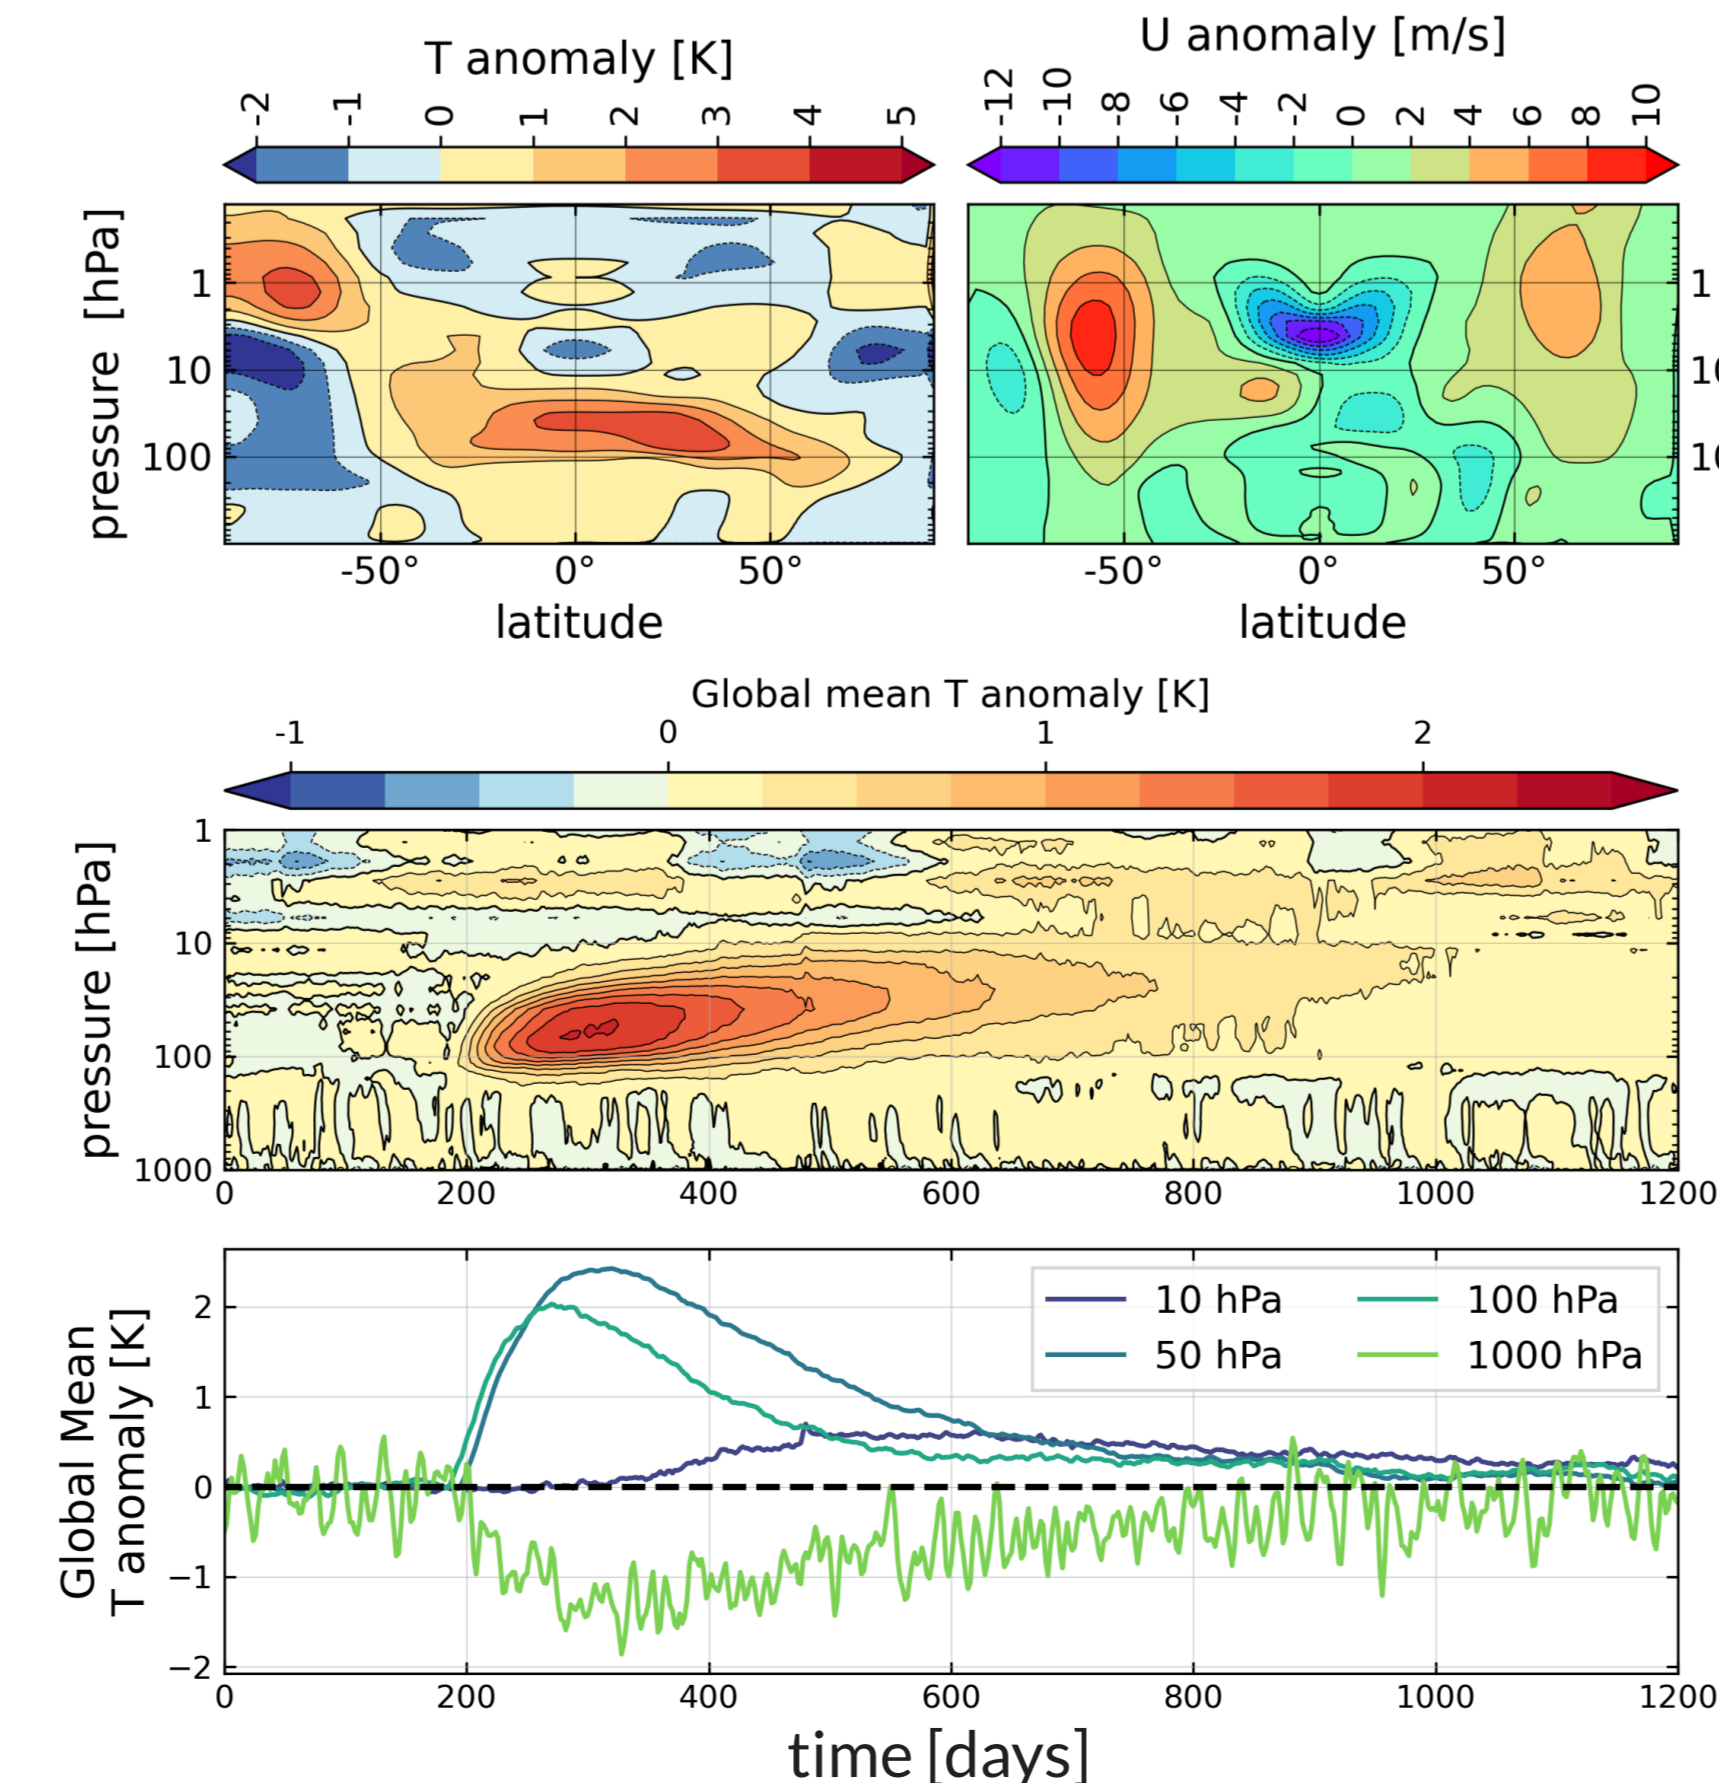 T anomaly [K]
U anomaly [m/s]
-2 -1 0 1 2 3 4 5
-12 -10 -8 -6 -4 -2 0 2 4 6 8 10
pressure [hPa]
1
10
100
1
10
10
-50° 0° 50°
-50° 0° 50°
latitude
latitude
Global mean T anomaly [K]
-1 0 1 2
pressure [hPa]
1
10
100
1000
0 200 400 600 800 1000 1200
Global Mean
T anomaly [K]
2
1
0
−1
−2
10 hPa
50 hPa
100 hPa
1000 hPa
0 200 400 600 800 1000 1200
time [days]